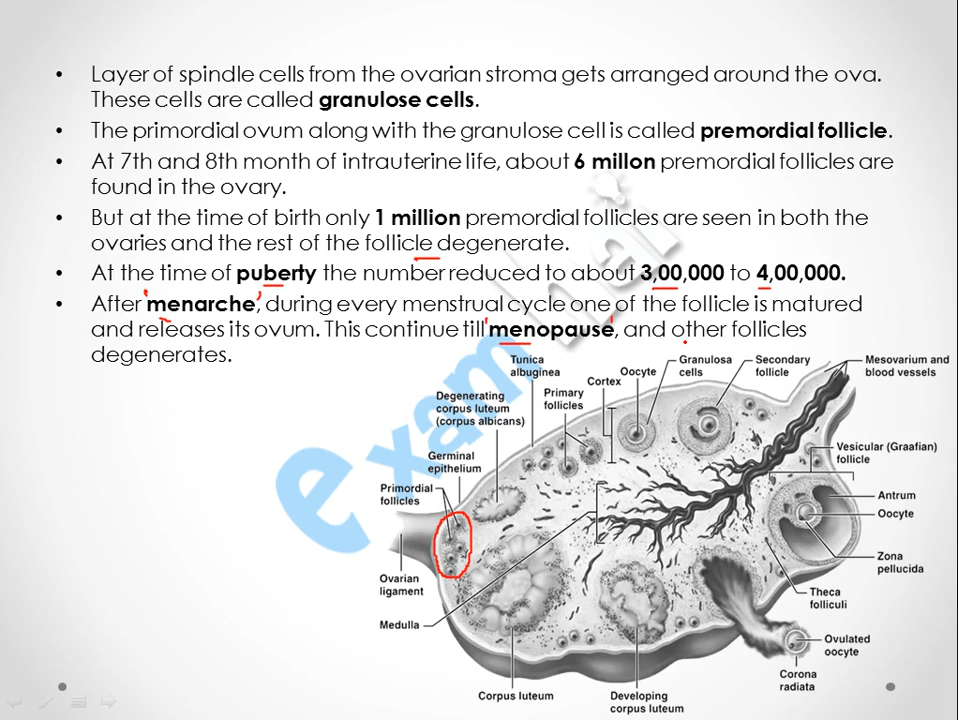 • Layer of spindle cells from the ovarian stroma gets arranged around the ova.
These cells are called granulose cells.
• The primordial ovum along with the granulose cell is called premordial follicle.
• At 7th and 8th month of intrauterine life, about 6 millon premordial follicles are
found in the ovary.
• But at the time of birth only 1 million premordial follicles are seen in both the
ovaries and the rest of the follicle degenerate.
• At the time of puberty the number reduced to about 3,00,000 to 4,00,000.
• After 'menarche', during every menstrual cycle one of the follicle is matured
and releases its ovum. This continue till 'menopause', and other follicles
degenerates.
Tunica
albuginea
Degenerating
corpus luteum
(corpus albicans)
Primary
follicles
Cortex
Oocyte
Granulosa
cells
Secondary
follicle
Mesovarium and
blood vessels
Germinal
epithelium
Primordial
follicles
Vesicular (Graafian)
follicle
Antrum
Oocyte
Zona
pellucida
Ovarian
ligament
Theca
folliculi
Medulla
Ovulated
oocyte
Corona
radiata
Corpus luteum
Developing
corpus luteum
examhai